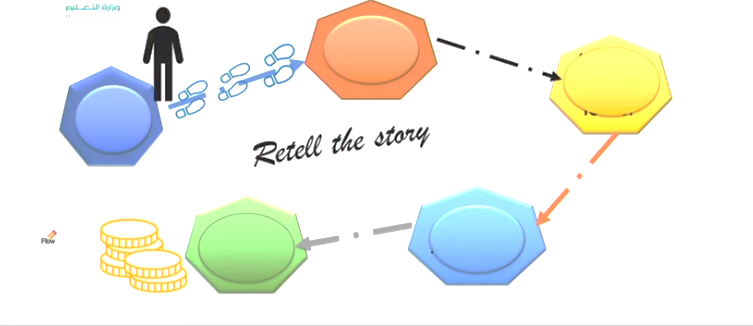 وزارة التعليم
Retell the story
Flow